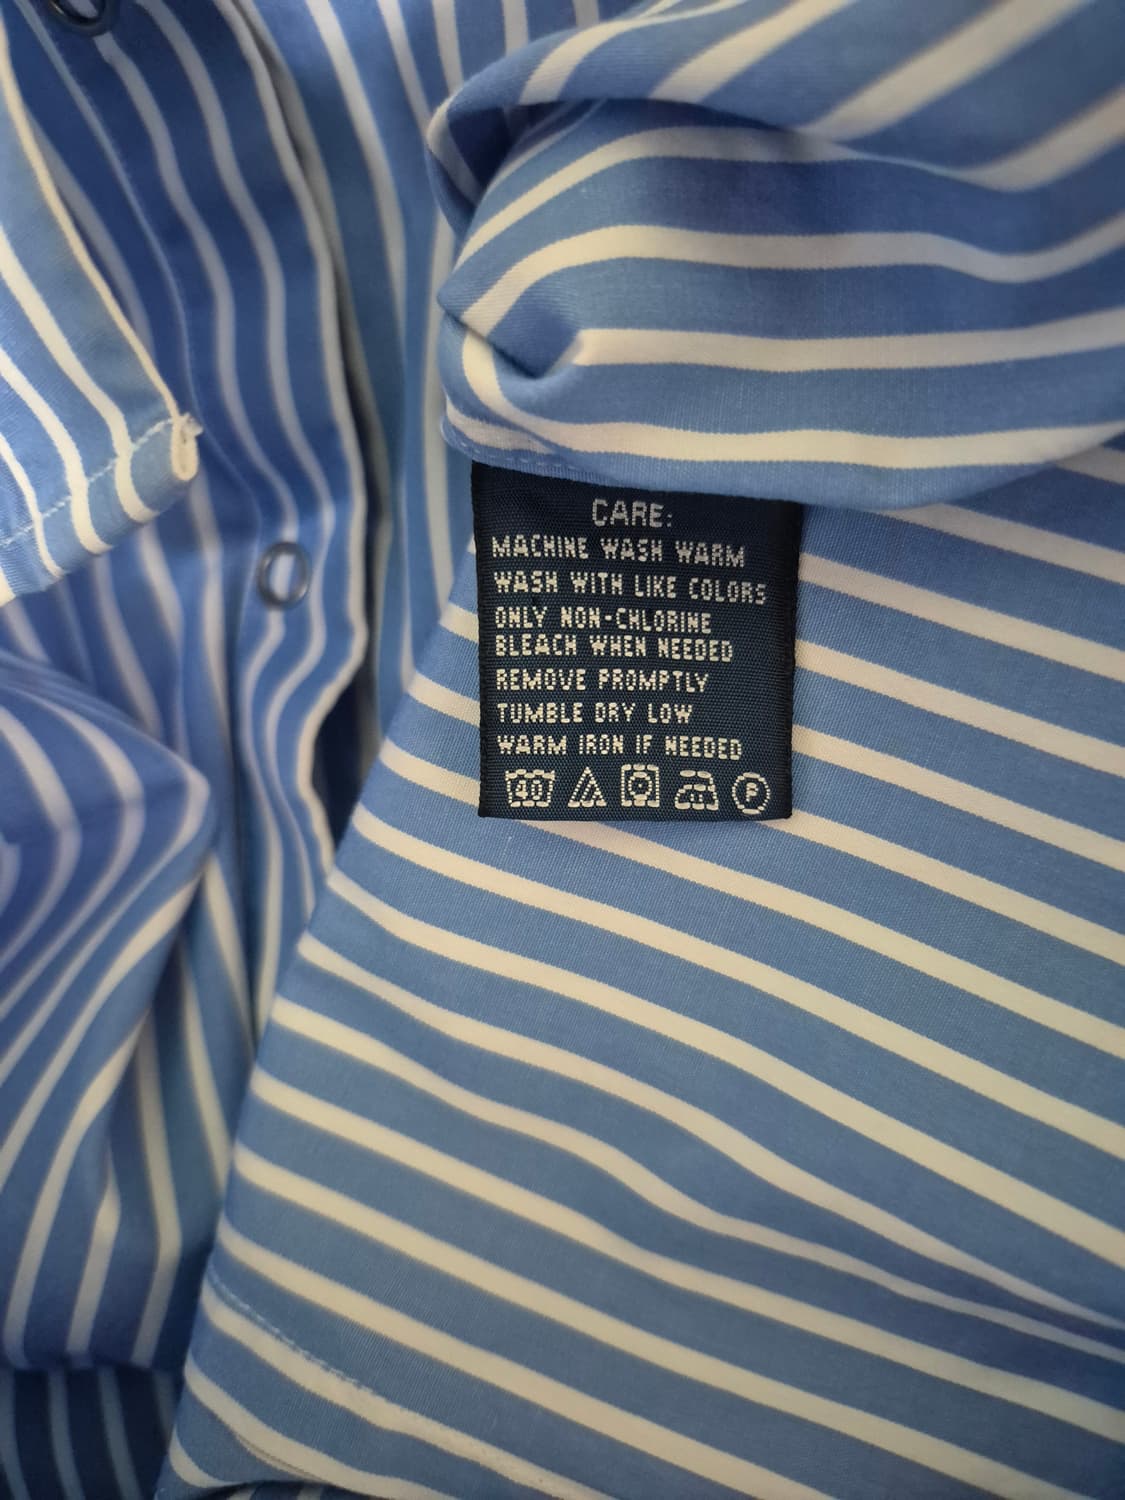 CARE:
MACHINE WASH WARM
WASH WITH LIKE COLORS
ONLY NON-CHLORINE
BLEACH WHEN NEEDED
REMOVE PROMPTLY
TUMBLE DRY LOW
WARM IRON IF NEEDED
40 F